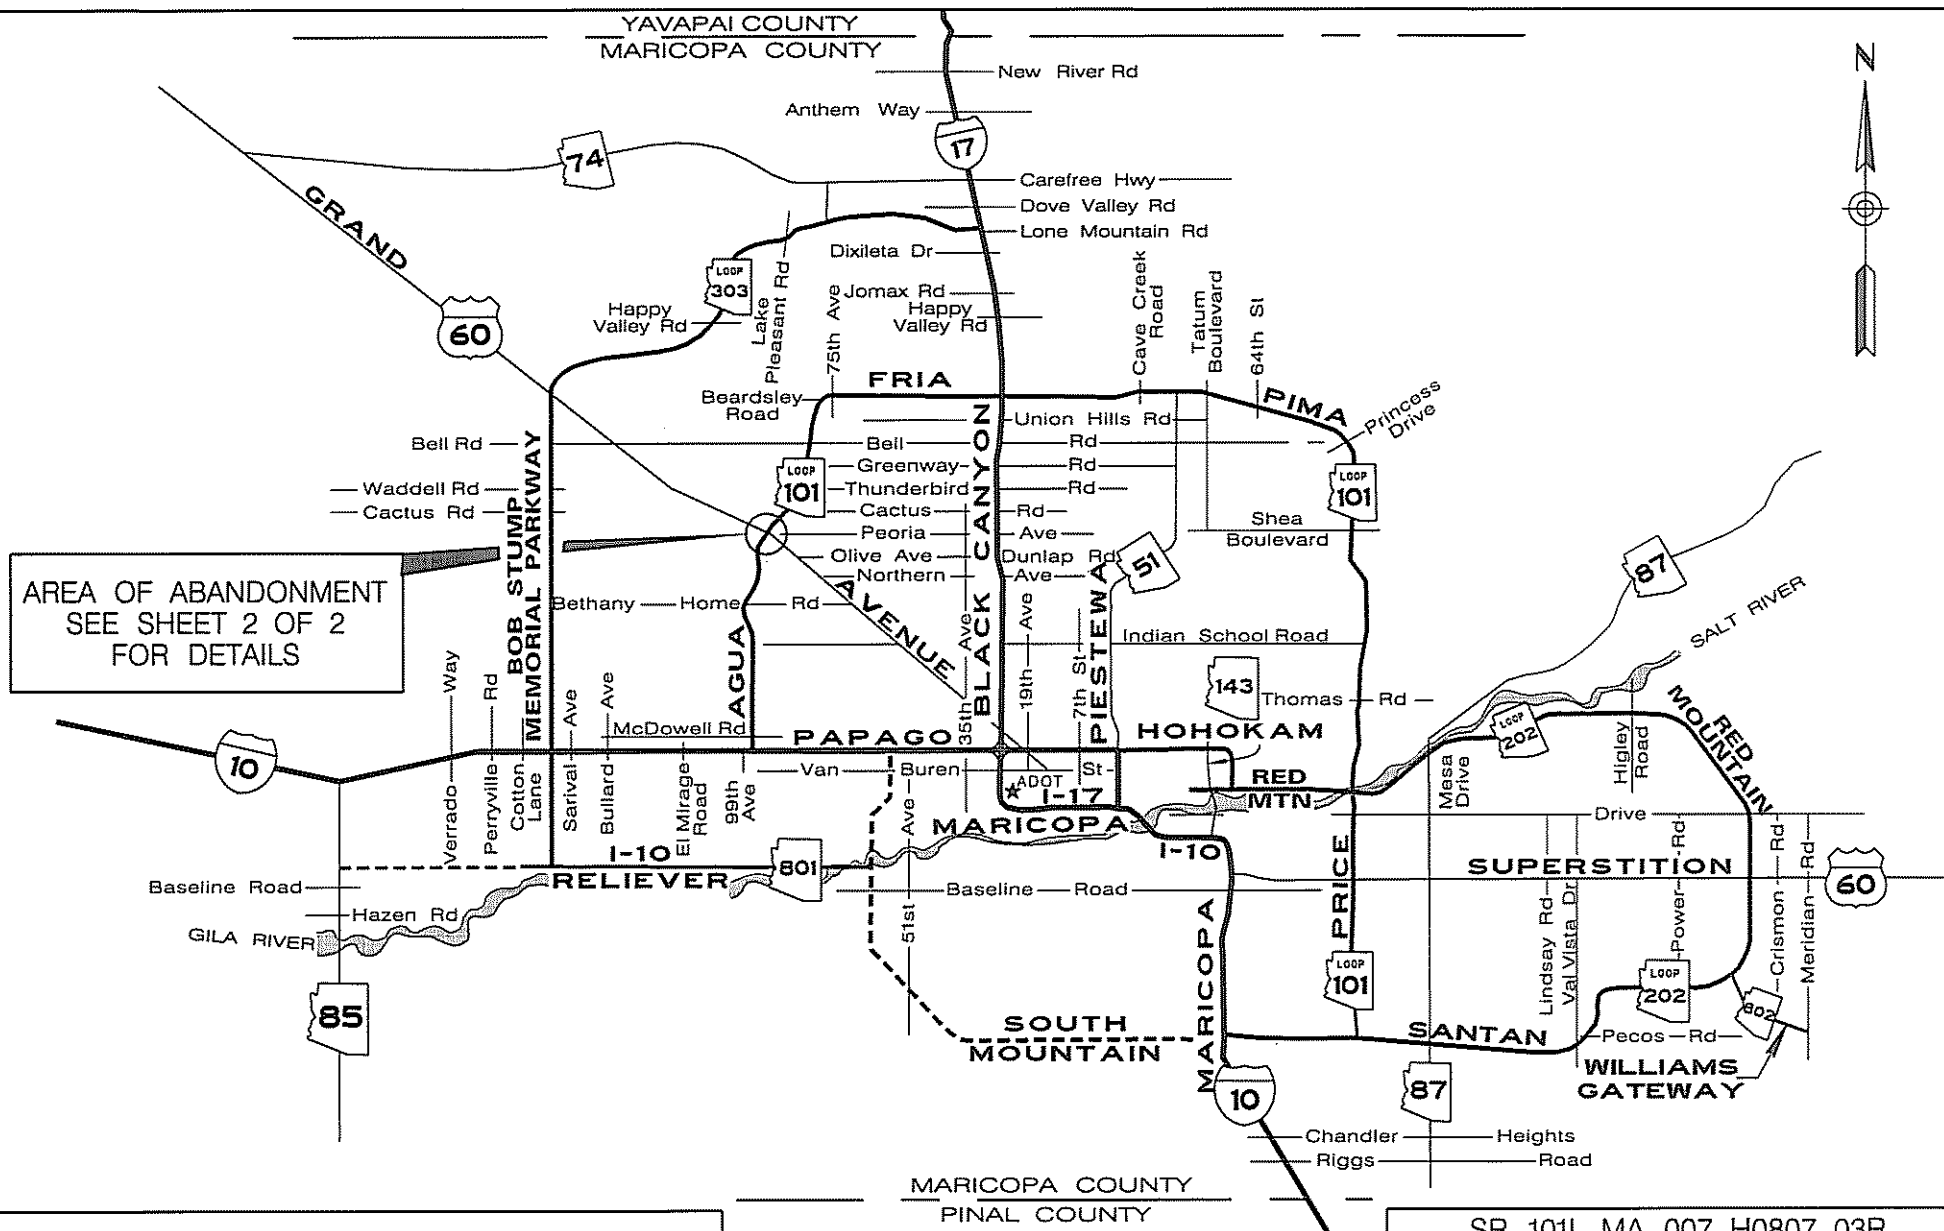 YAVAPAI COUNTY
MARICOPA COUNTY
New River Rd
Anthem Way
N
17
74
Carefree Hwy
Dove Valley Rd
Lone Mountain Rd
Dixileta Dr
GRAND
LOOP
303
Lake
Pleasant Rd
75th Ave
Jomax Rd
Happy
Valley Rd
Happy
Valley Rd
Cave Creek
Road
Tatum
Boulevard
64th St
60
FRIA
PIMA
Princess
Drive
Beardsley
Road
Union Hills Rd
Bell Rd
Bell Rd
Greenway Rd
LOOP
101
LOOP
101
Waddell Rd
Thunderbird Rd
Cactus Rd
Cactus Rd
Shea
Boulevard
Peoria Ave
Olive Ave
Dunlap Rd
51
87
Northern Ave
BOB STUMP
MEMORIAL PARKWAY
BLACK CANYON
AREA OF ABANDONMENT
SEE SHEET 2 OF 2
FOR DETAILS
Bethany Home Rd
AVENUE
AGUA
35th Ave
19th Ave
7th St
PIESTEWA
Indian School Road
SALT RIVER
143
Thomas Rd
Verrado Way
Perryville Rd
Cotton
Lane
Sarival Ave
Bullard Ave
McDowell Rd
El Mirage
Road
99th
Ave
PAPAGO
HOHOKAM
LOOP
202
Higley
Road
RED
MOUNTAIN
10
Van Buren St
ADOT
I-17
RED
MTN
Mesa
Drive
MARICOPA
I-10
51st Ave
Drive
I-10
RELIEVER
801
PRICE
SUPERSTITION
60
Baseline Road
Baseline Road
Hazen Rd
GILA RIVER
MARICOPA
Lindsay Rd
Val Vista Dr
Power Rd
Crismon Rd
Meridian Rd
85
LOOP
101
LOOP
202
802
SOUTH
MOUNTAIN
SANTAN
Pecos Rd
WILLIAMS
GATEWAY
10
87
Chandler Heights
Riggs Road
MARICOPA COUNTY
PINAL COUNTY
SR 101L MA 007 H0807 03R